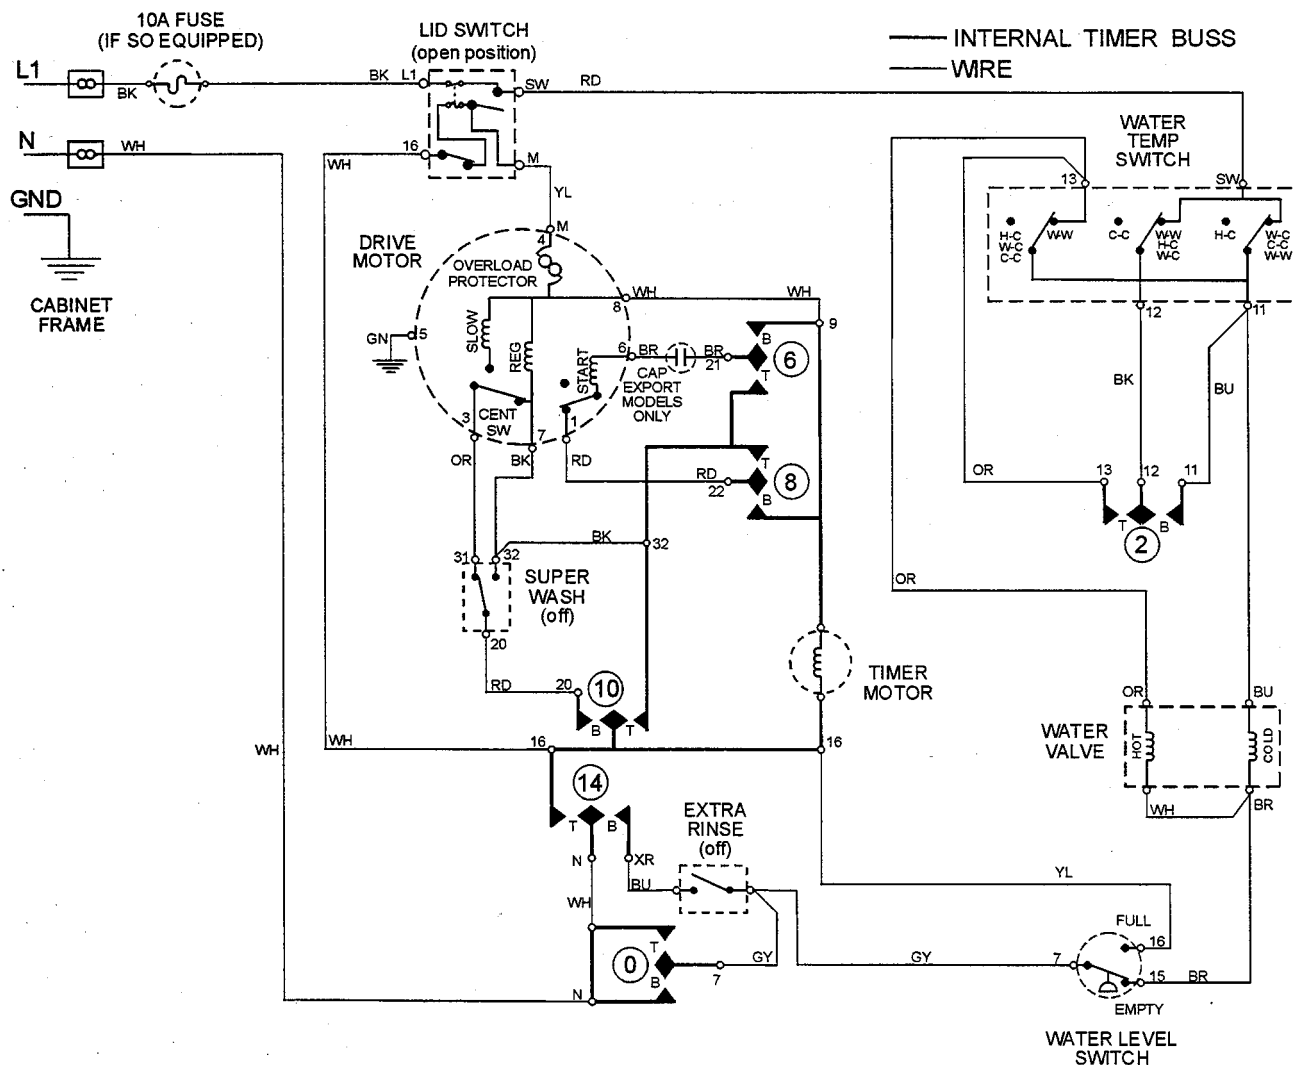 10A FUSE
(IF SO EQUIPPED)
LID SWITCH
(open position)
INTERNAL TIMER BUSS
WIRE
L1
BK
BK
L1
SW
RD
N
WH
WH
16
M
YL
GND
CABINET
FRAME
WATER
TEMP
SWITCH
13
SW
H-C
W-C
C-C
W-W
C-C
W-W
H-C
W-C
H-C
W-C
C-C
W-W
12
11
DRIVE
MOTOR
M
4
OVERLOAD
PROTECTOR
8
WH
WH
9
GN
5
SLOW
REG
START
6
BR
BR
21
CAP
EXPORT
MODELS
ONLY
B
6
T
3
CENT
SW
7
1
OR
BK
RD
RD
22
T
8
B
BK
BU
OR
13
12
11
T
B
2
31
32
BK
32
SUPER
WASH
(off)
20
RD
20
10
B
T
OR
TIMER
MOTOR
WH
WH
16
16
OR
BU
WATER
VALVE
HOT
COLD
WH
BR
14
T
B
N
XR
BU
EXTRA
RINSE
(off)
WH
T
0
B
N
7
GY
GY
YL
FULL
7
16
15
BR
EMPTY
WATER LEVEL
SWITCH